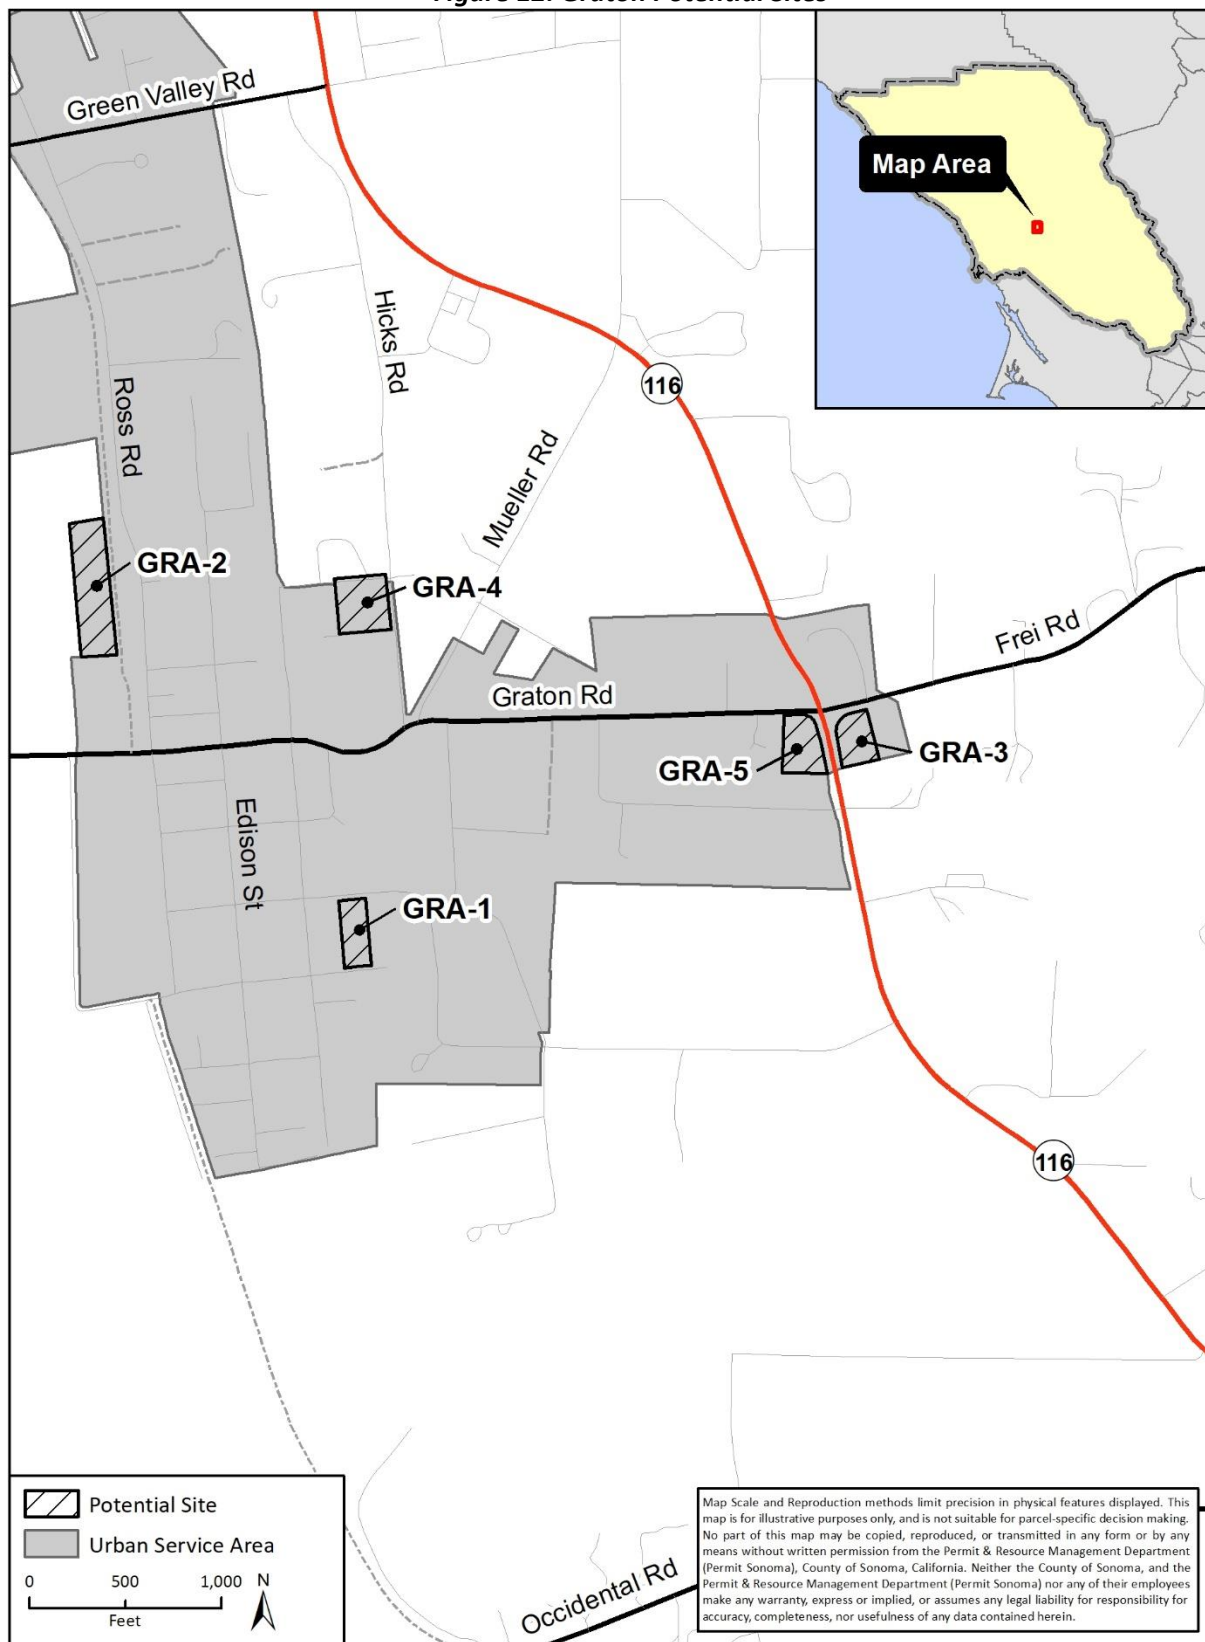 Figure 22: Graton Potential Sites
Green Valley Rd
Map Area
Hicks Rd
116
Ross Rd
Mueller Rd
GRA-2
GRA-4
Frei Rd
Graton Rd
GRA-5
GRA-3
Edison St
GRA-1
116
Potential Site
Urban Service Area
0 500 1,000 N
Feet
Occidental Rd
Map Scale and Reproduction methods limit precision in physical features displayed. This
map is for illustrative purposes only, and is not suitable for parcel-specific decision making.
No part of this map may be copied, reproduced, or transmitted in any form or by any
means without written permission from the Permit & Resource Management Department
(Permit Sonoma), County of Sonoma, California. Neither the County of Sonoma, and the
Permit & Resource Management Department (Permit Sonoma) nor any of their employees
make any warranty, express or implied, or assumes any legal liability for responsibility for
accuracy, completeness, nor usefulness of any data contained herein.